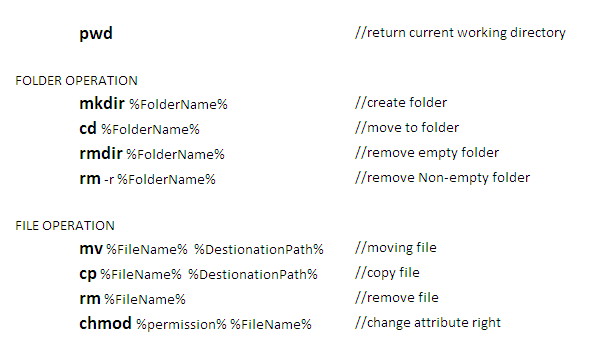 pwd //return current working directory
FOLDER OPERATION
mkdir %FolderName% //create folder
cd %FolderName% //move to folder
rmdir %FolderName% //remove empty folder
rm -r %FolderName% //remove Non-empty folder
FILE OPERATION
mv %FileName% %DestionationPath% //moving file
cp %FileName% %DestionationPath% //copy file
rm %FileName% //remove file
chmod %permission% %FileName% //change attribute right